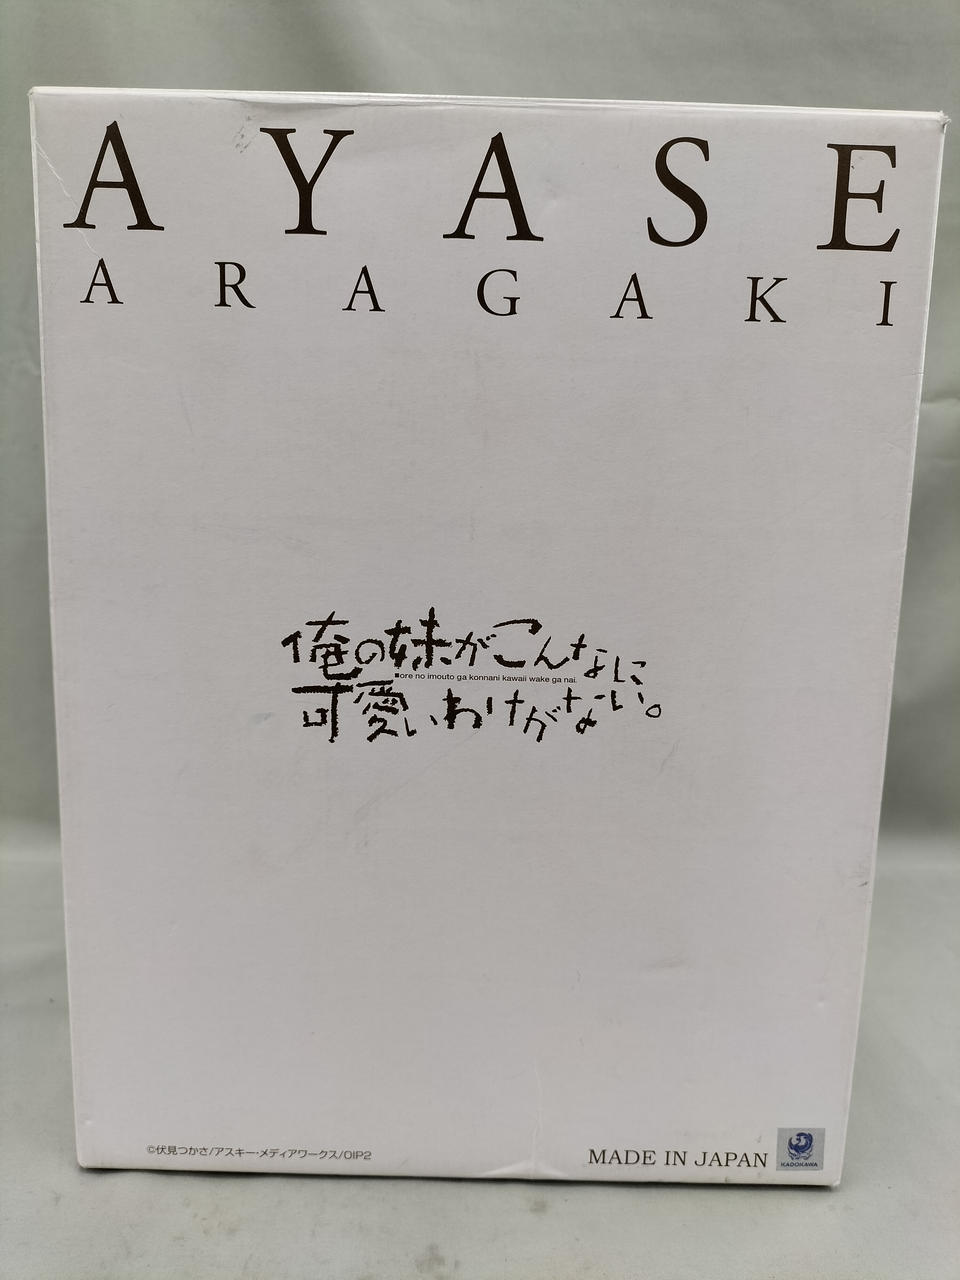 AYASE
ARAGAKI
俺の妹がこんなに
ore no imouto ga konnani kawaii wake ga nai.
可愛いわけがない。
©伏見つかさ/アスキー・メディアワークス/OIP2
MADE IN JAPAN
KADOKAWA